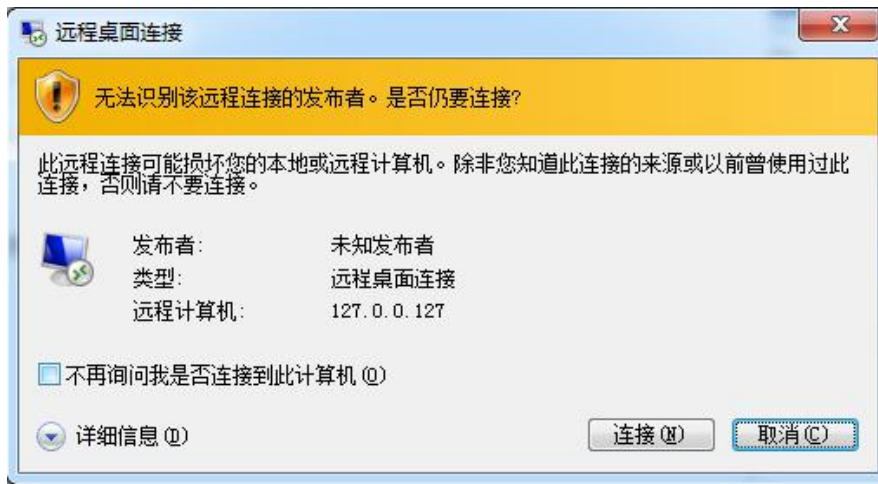 远程桌面连接
无法识别该远程连接的发布者。是否仍要连接?
此远程连接可能损坏您的本地或远程计算机。除非您知道此连接的来源或以前曾使用过此
连接，否则请不要连接。
发布者: 未知发布者
类型: 远程桌面连接
远程计算机: 127.0.0.127
不再询问我是否连接到此计算机(O)
详细信息(D) 连接(N) 取消(C)